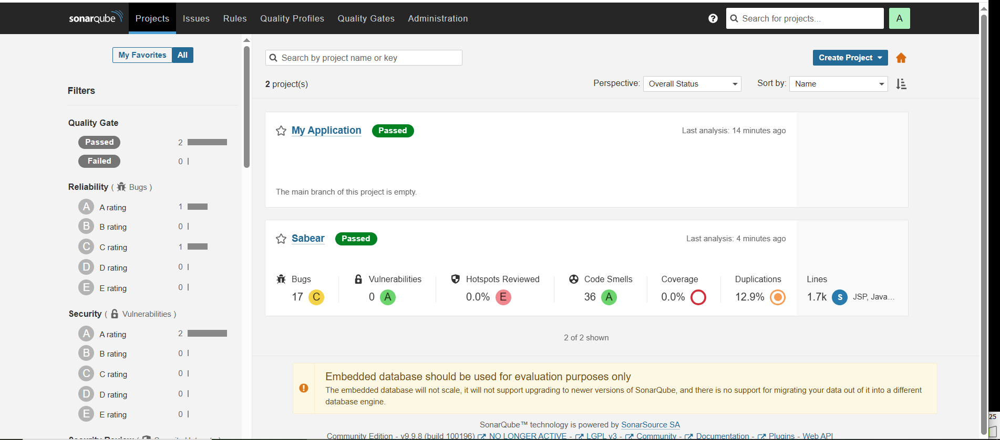 sonarqube Projects Issues Rules Quality Profiles Quality Gates Administration ? Search for projects... A
My Favorites All
Search by project name or key
Create Project
2 project(s)
Perspective: Overall Status
Sort by: Name
Filters
Quality Gate
Passed 2
Failed 0
Reliability ( Bugs )
A A rating 1
B B rating 0
C C rating 1
D D rating 0
E E rating 0
Security ( Vulnerabilities )
A A rating 2
B B rating 0
C C rating 0
D D rating 0
E E rating 0
My Application Passed
Last analysis: 14 minutes ago
The main branch of this project is empty.
Sabear Passed
Last analysis: 4 minutes ago
Bugs
17 C
Vulnerabilities
0 A
Hotspots Reviewed
0.0% E
Code Smells
36 A
Coverage
0.0%
Duplications
12.9%
Lines
1.7k S JSP, Java...
2 of 2 shown
Embedded database should be used for evaluation purposes only
The embedded database will not scale, it will not support upgrading to newer versions of SonarQube, and there is no support for migrating your data out of it into a different
database engine.
SonarQube™ technology is powered by SonarSource SA
Community Edition - v9.9.8 (build 100196) NO LONGER ACTIVE - LGPL v3 - Community - Documentation - Plugins - Web API
25